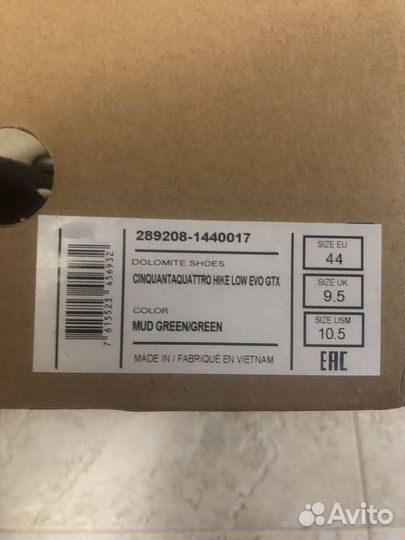 289208-1440017
DOLOMITE SHOES
CINQUANTAQUATTRO HIKE LOW EVO GTX
COLOR
MUD GREEN/GREEN
MADE IN / FABRIQUÉ EN VIETNAM
7 615523 456932
SIZE EU
44
SIZE UK
9.5
SIZE USM
10.5
EAC
Avito